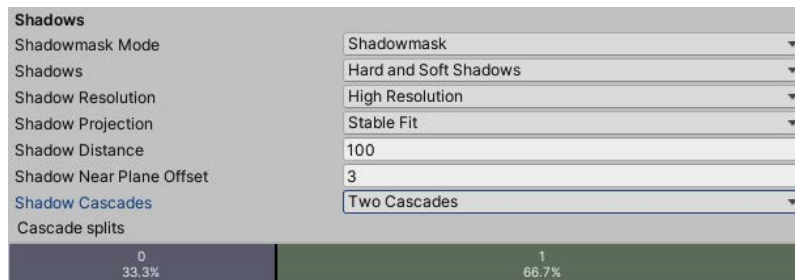 Shadows
Shadowmask Mode Shadowmask
Shadows Hard and Soft Shadows
Shadow Resolution High Resolution
Shadow Projection Stable Fit
Shadow Distance 100
Shadow Near Plane Offset 3
Shadow Cascades Two Cascades
Cascade splits
0 1
33.3% 66.7%